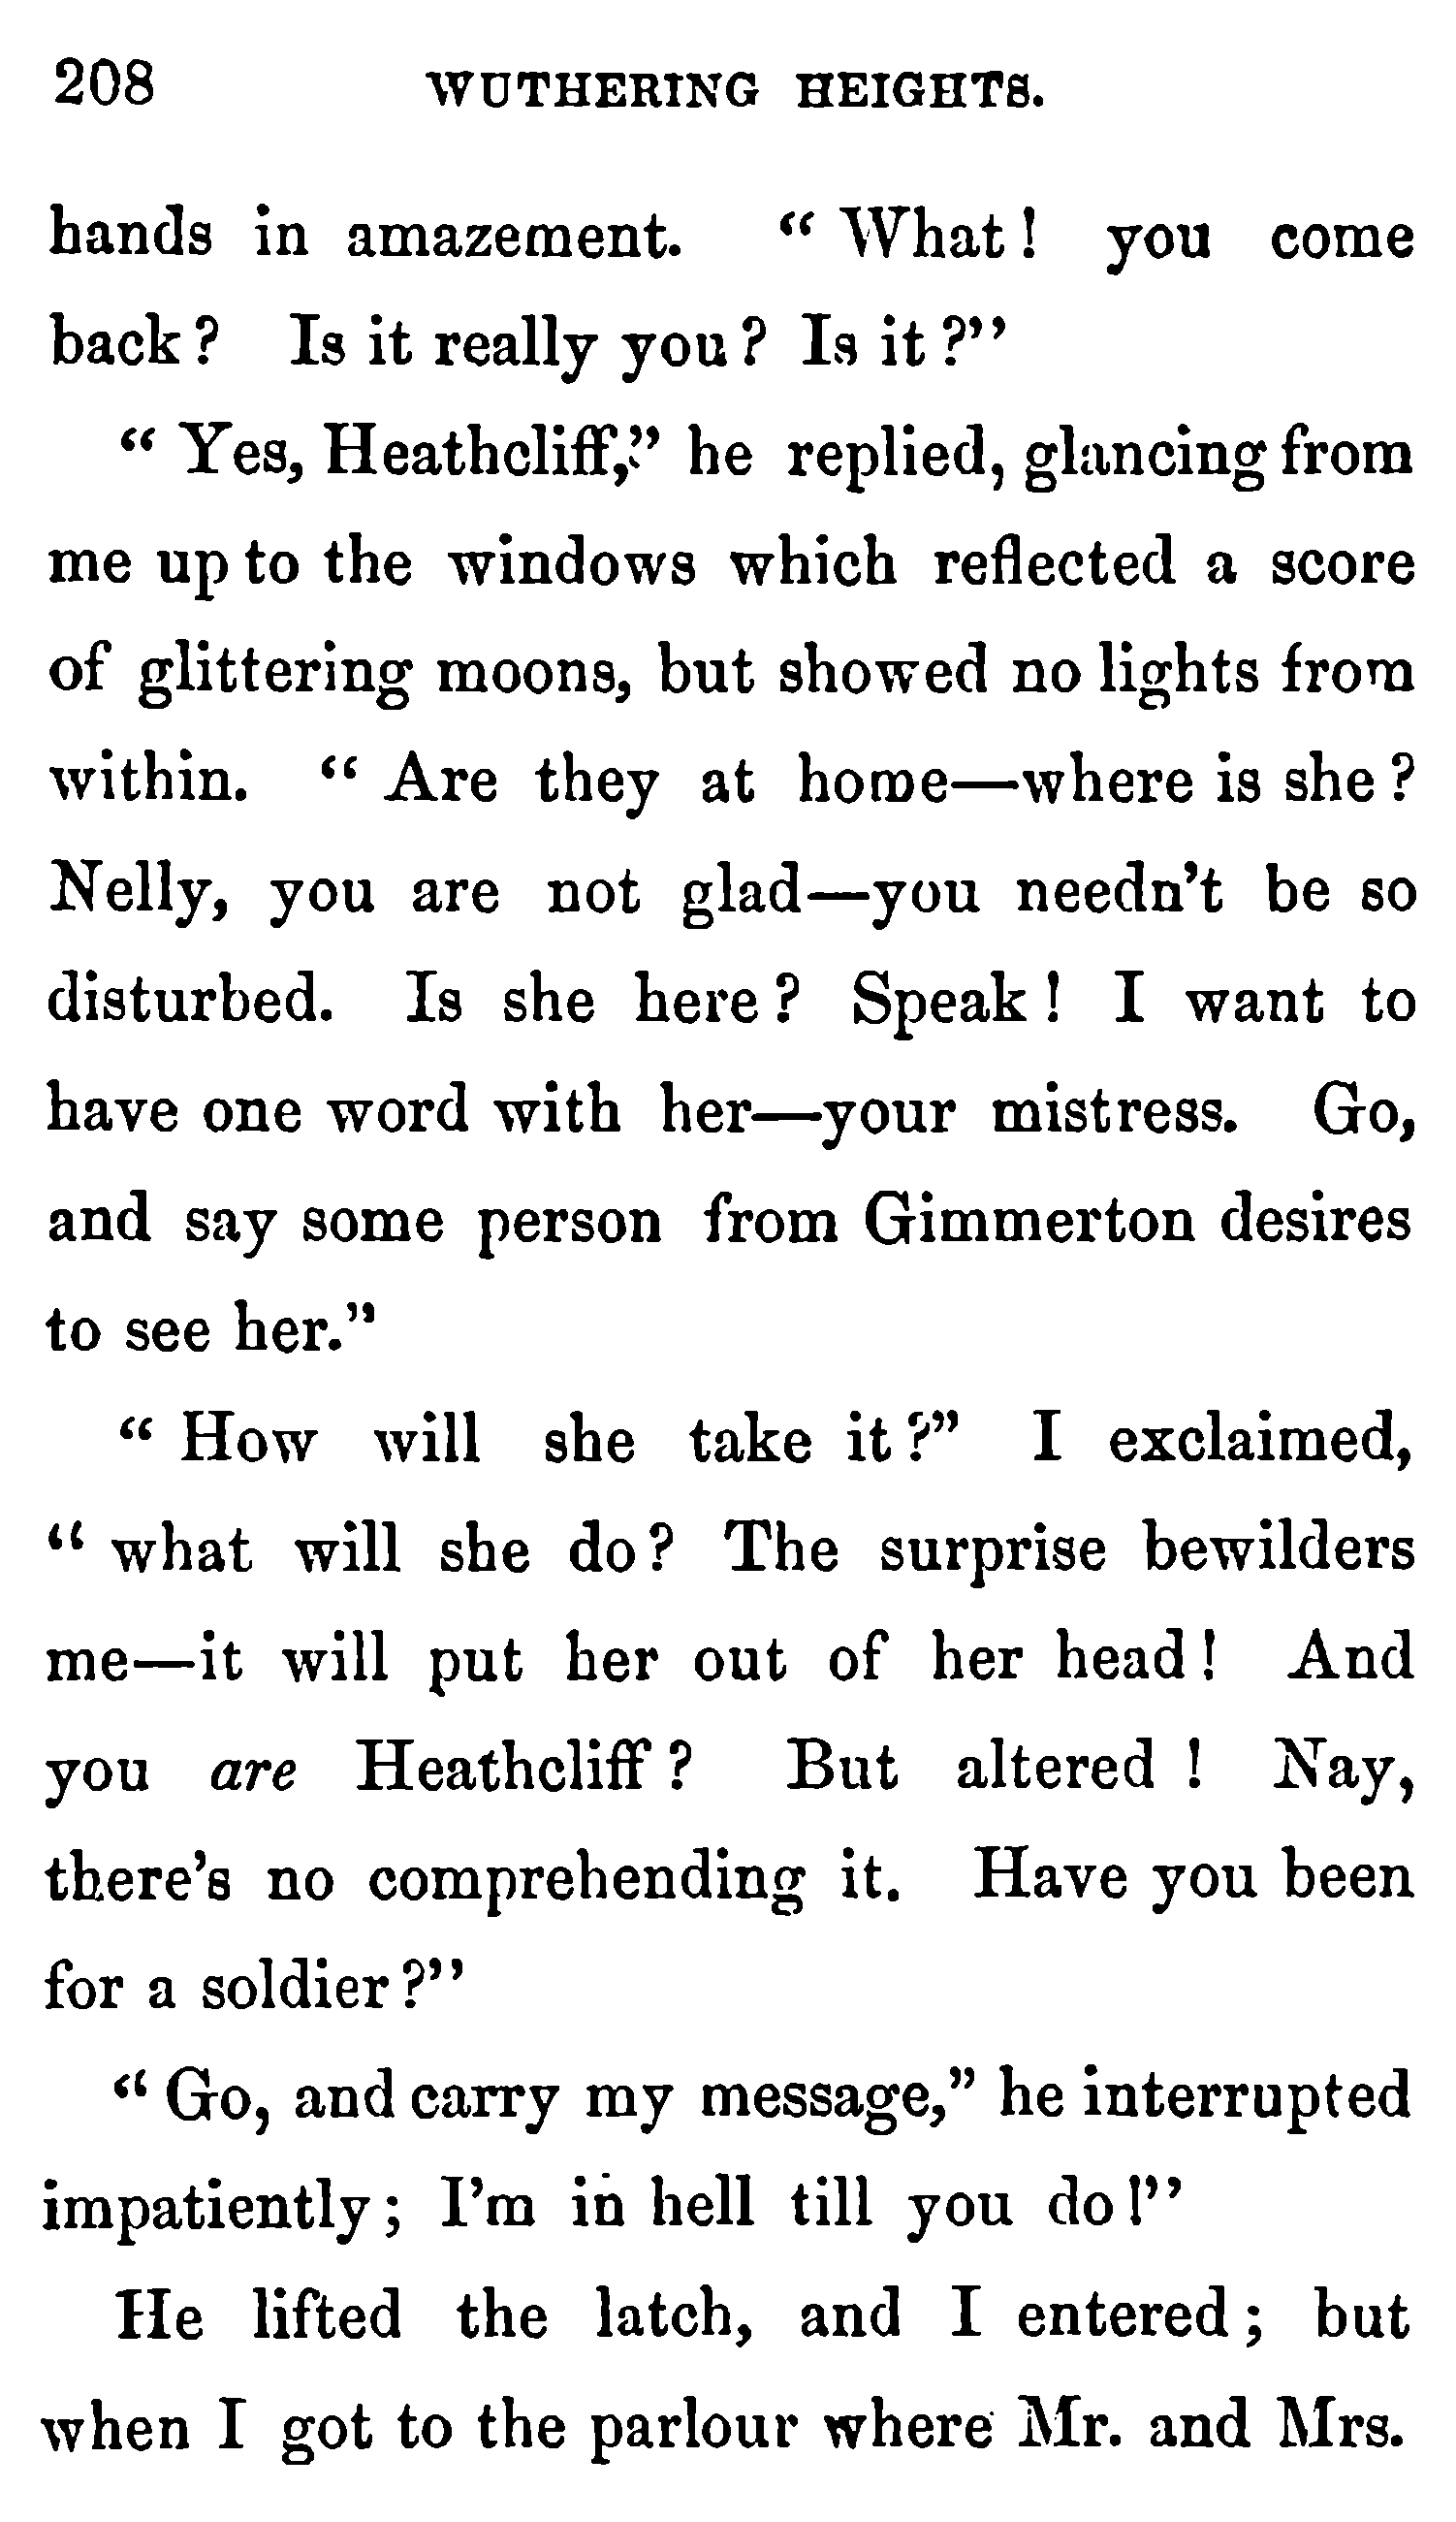 208 WUTHERING HEIGHTS.
hands in amazement. “ What! you come
back? Is it really you? Is it?”
“ Yes, Heathcliff,” he replied, glancing from
me up to the windows which reflected a score
of glittering moons, but showed no lights from
within. “ Are they at home—where is she?
Nelly, you are not glad—you needn't be so
disturbed. Is she here? Speak! I want to
have one word with her—your mistress. Go,
and say some person from Gimmerton desires
to see her.”
“ How will she take it?” I exclaimed,
“ what will she do? The surprise bewilders
me—it will put her out of her head! And
you are Heathcliff? But altered! Nay,
there's no comprehending it. Have you been
for a soldier?”
“ Go, and carry my message,” he interrupted
impatiently; I'm in hell till you do!”
He lifted the latch, and I entered; but
when I got to the parlour where Mr. and Mrs.